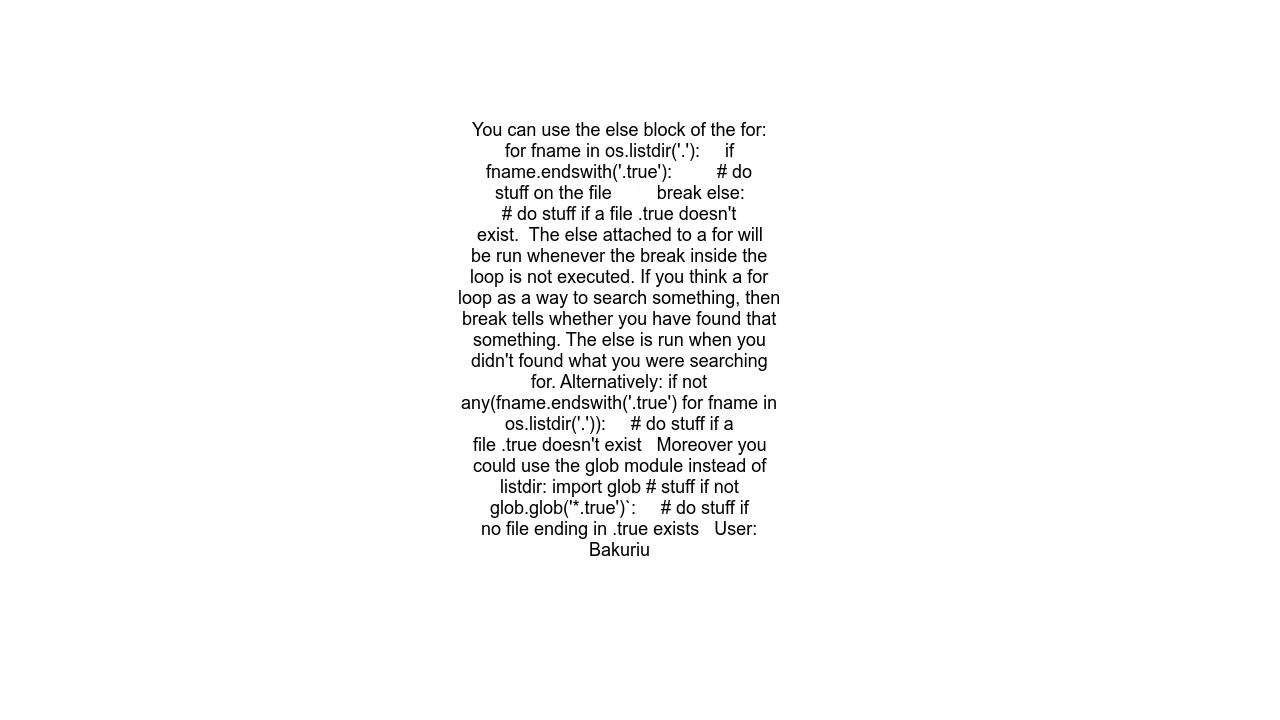 You can use the else block of the for:
for fname in os.listdir('.'):     if
fname.endswith('.true'):         # do
stuff on the file         break else:
# do stuff if a file .true doesn't
exist.  The else attached to a for will
be run whenever the break inside the
loop is not executed. If you think a for
loop as a way to search something, then
break tells whether you have found that
something. The else is run when you
didn't found what you were searching
for. Alternatively: if not
any(fname.endswith('.true') for fname in
os.listdir('.')):     # do stuff if a
file .true doesn't exist   Moreover you
could use the glob module instead of
listdir: import glob # stuff if not
glob.glob('*.true')`:     # do stuff if
no file ending in .true exists   User:
Bakuriu